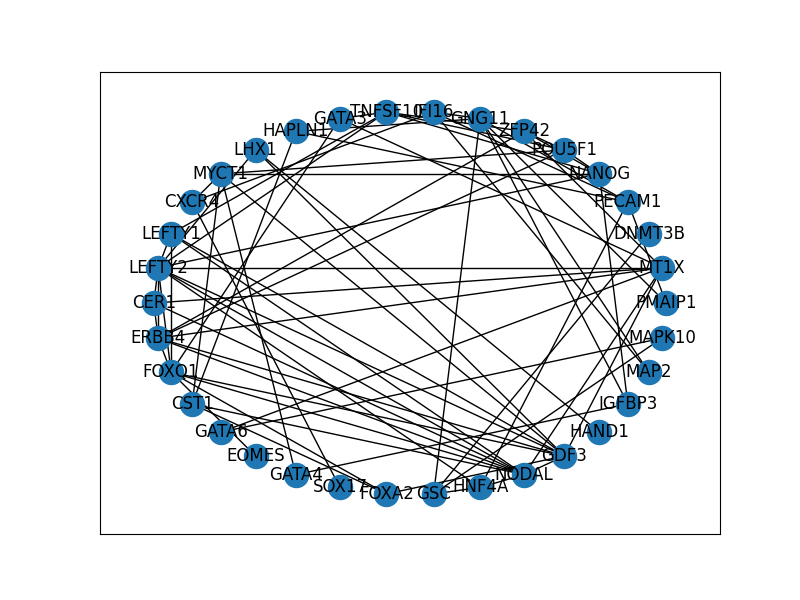 TNFSF10
IFI16
GATA3
GNG11
HAPLN1
ZFP42
LHX1
POU5F1
MYCT1
NANOG
CXCR4
PECAM1
LEFTY1
DNMT3B
LEFTY2
MT1X
CER1
PMAIP1
ERBB4
MAPK10
FOXO1
MAP2
CST1
IGFBP3
GATA6
HAND1
EOMES
GDF3
GATA4
NODAL
SOX17
HNF4A
FOXA2
GSC